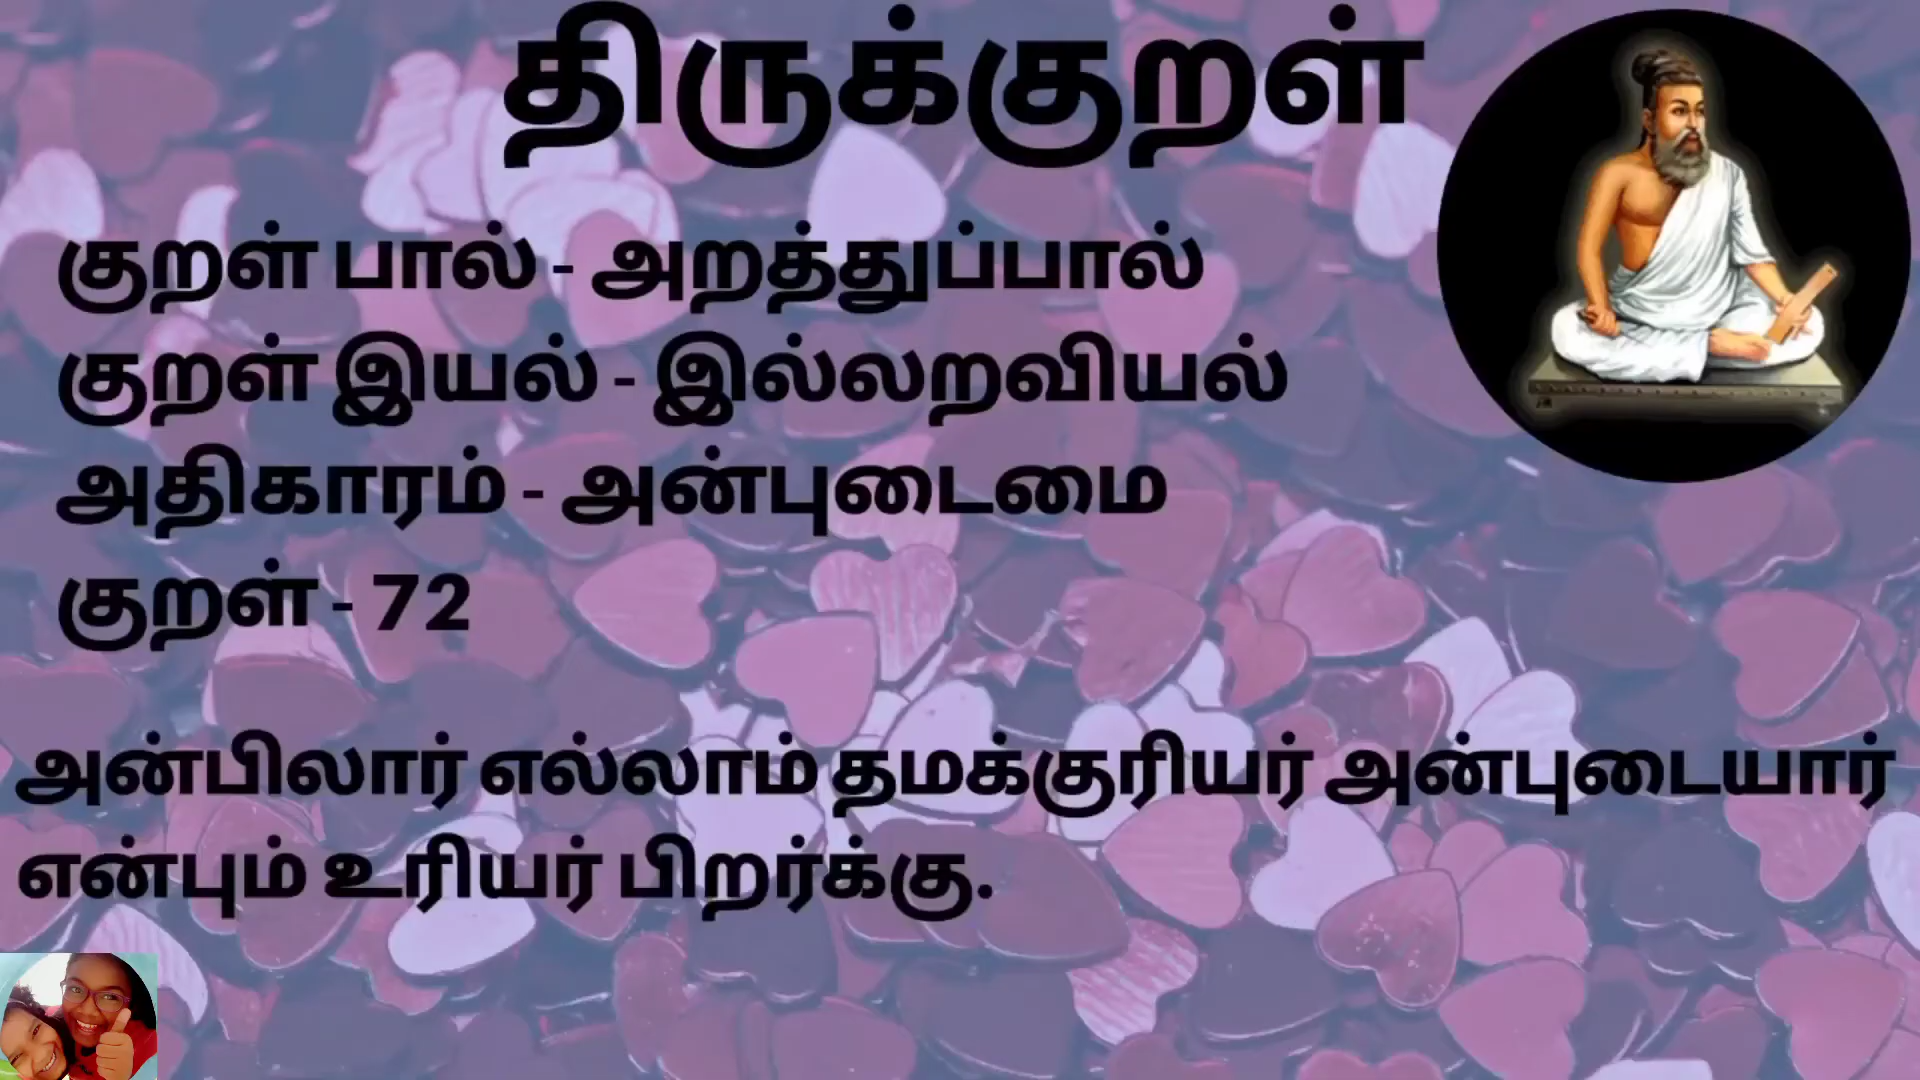 திருக்குறள்
குறள் பால் - அறத்துப்பால்
குறள் இயல் - இல்லறவியல்
அதிகாரம் - அன்புடைமை
குறள் - 72
அன்பிலார் எல்லாம் தமக்குரியர் அன்புடையார்
என்பும் உரியர் பிறர்க்கு.